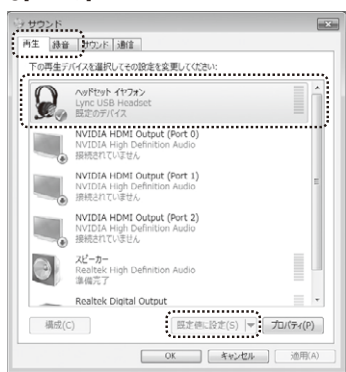 サウンド
再生 録音 サウンド 通信
下の再生デバイスを選択してその設定を変更してください:
ヘッドセット イヤフォン
Lync USB Headset
既定のデバイス
NVIDIA HDMI Output (Port 0)
NVIDIA High Definition Audio
接続されていません
NVIDIA HDMI Output (Port 1)
NVIDIA High Definition Audio
接続されていません
NVIDIA HDMI Output (Port 2)
NVIDIA High Definition Audio
接続されていません
スピーカー
Realtek High Definition Audio
準備完了
Realtek Digital Output
構成(C) 既定値に設定(S) プロパティ(P)
OK キャンセル 適用(A)